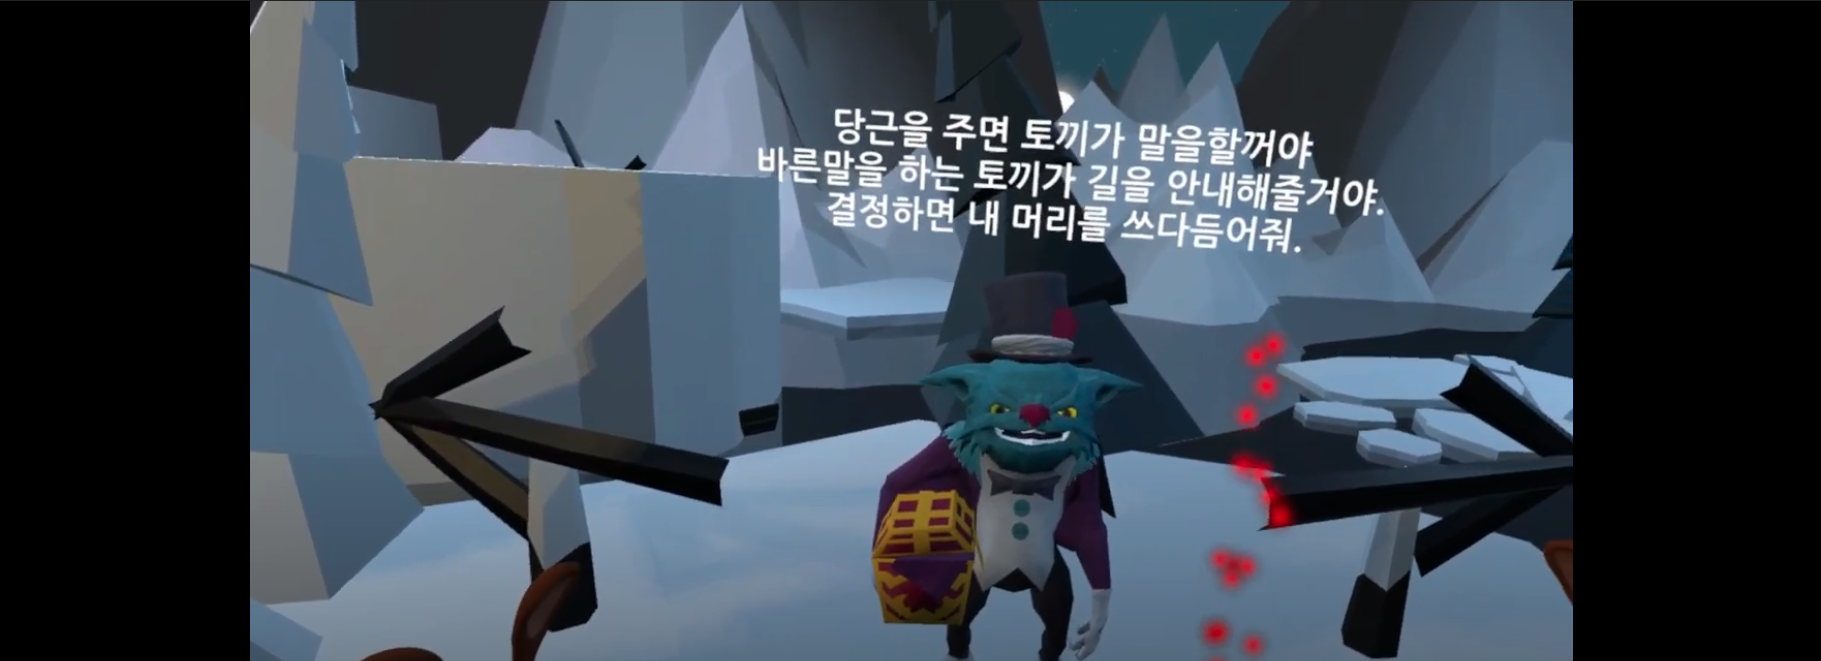 당근을 주면 토끼가 말을할꺼야
바른말을 하는 토끼가 길을 안내해줄거야.
결정하면 내 머리를 쓰다듬어줘.